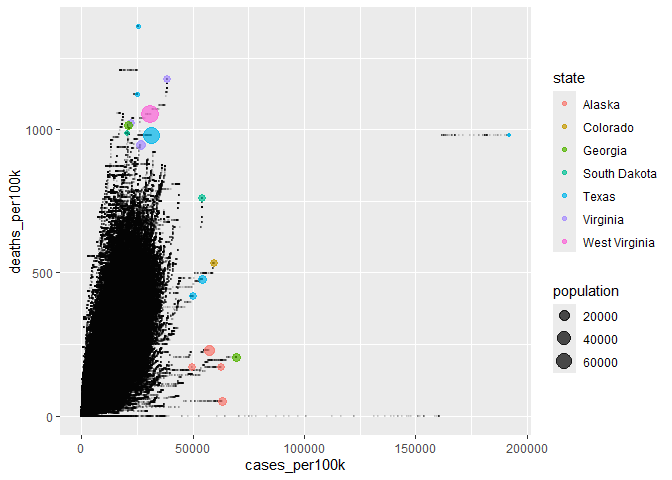 1000
500
0
deaths_per100k
0
50000
100000
150000
200000
cases_per100k
state
Alaska
Colorado
Georgia
South Dakota
Texas
Virginia
West Virginia
population
20000
40000
60000